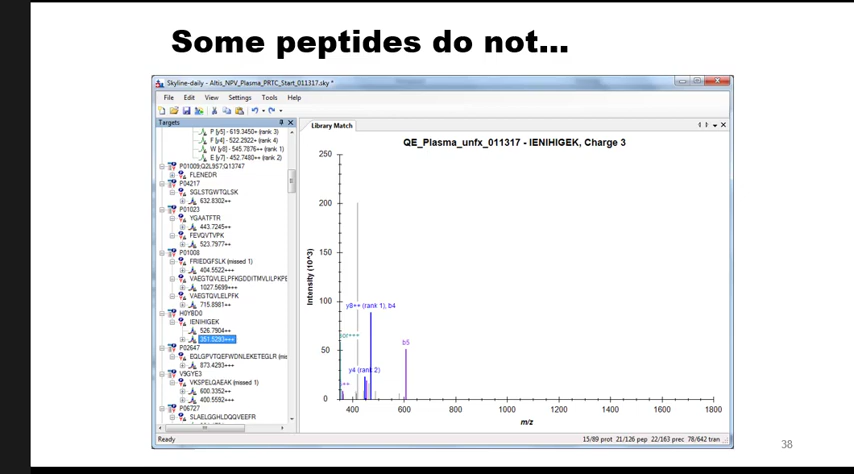 Some peptides do not...
Skyline-daily - Altis_NPV_Plasma_PRTC_Start_011317.sky *
File Edit View Settings Tools Help
Targets
P [y5] - 619.3450+ (rank 3)
F [y4] - 522.2922+ (rank 4)
W [y8] - 545.7876++ (rank 1)
E [y7] - 452.7480++ (rank 2)
P01009;Q2L9S7;Q13747
FLENEDR
P04217
SGLSTGWTQLSK
632.8302++
P01023
YGAATFTR
443.7245++
FEVQVTVPK
523.7977++
P01008
FRIEDGFSLK (missed 1)
404.5522+++
VAEGTQVLELPFKGDDITMVLILPKPE
1027.5699+++
VAEGTQVLELPFK
715.8981++
H0YBD0
IENIHIGEK
526.7904++
351.5293+++
P02647
EQLGPVTQEFWDNLEKETEGLR (mis
873.4293+++
V9GYE3
VKSPELQAEAK (missed 1)
600.3352++
400.5592+++
P06727
SLAELGGHLDQQVEEFR
Library Match
QE_Plasma_unfx_011317 - IENIHIGEK, Charge 3
Intensity (10^3)
250
200
150
100
50
0
y8++ (rank 1), b4
b5
y4 (rank 2)
400 600 800 1000 1200 1400 1600 1800
m/z
Ready
15/89 prot 21/126 pep 22/163 prec 78/642 tran
38